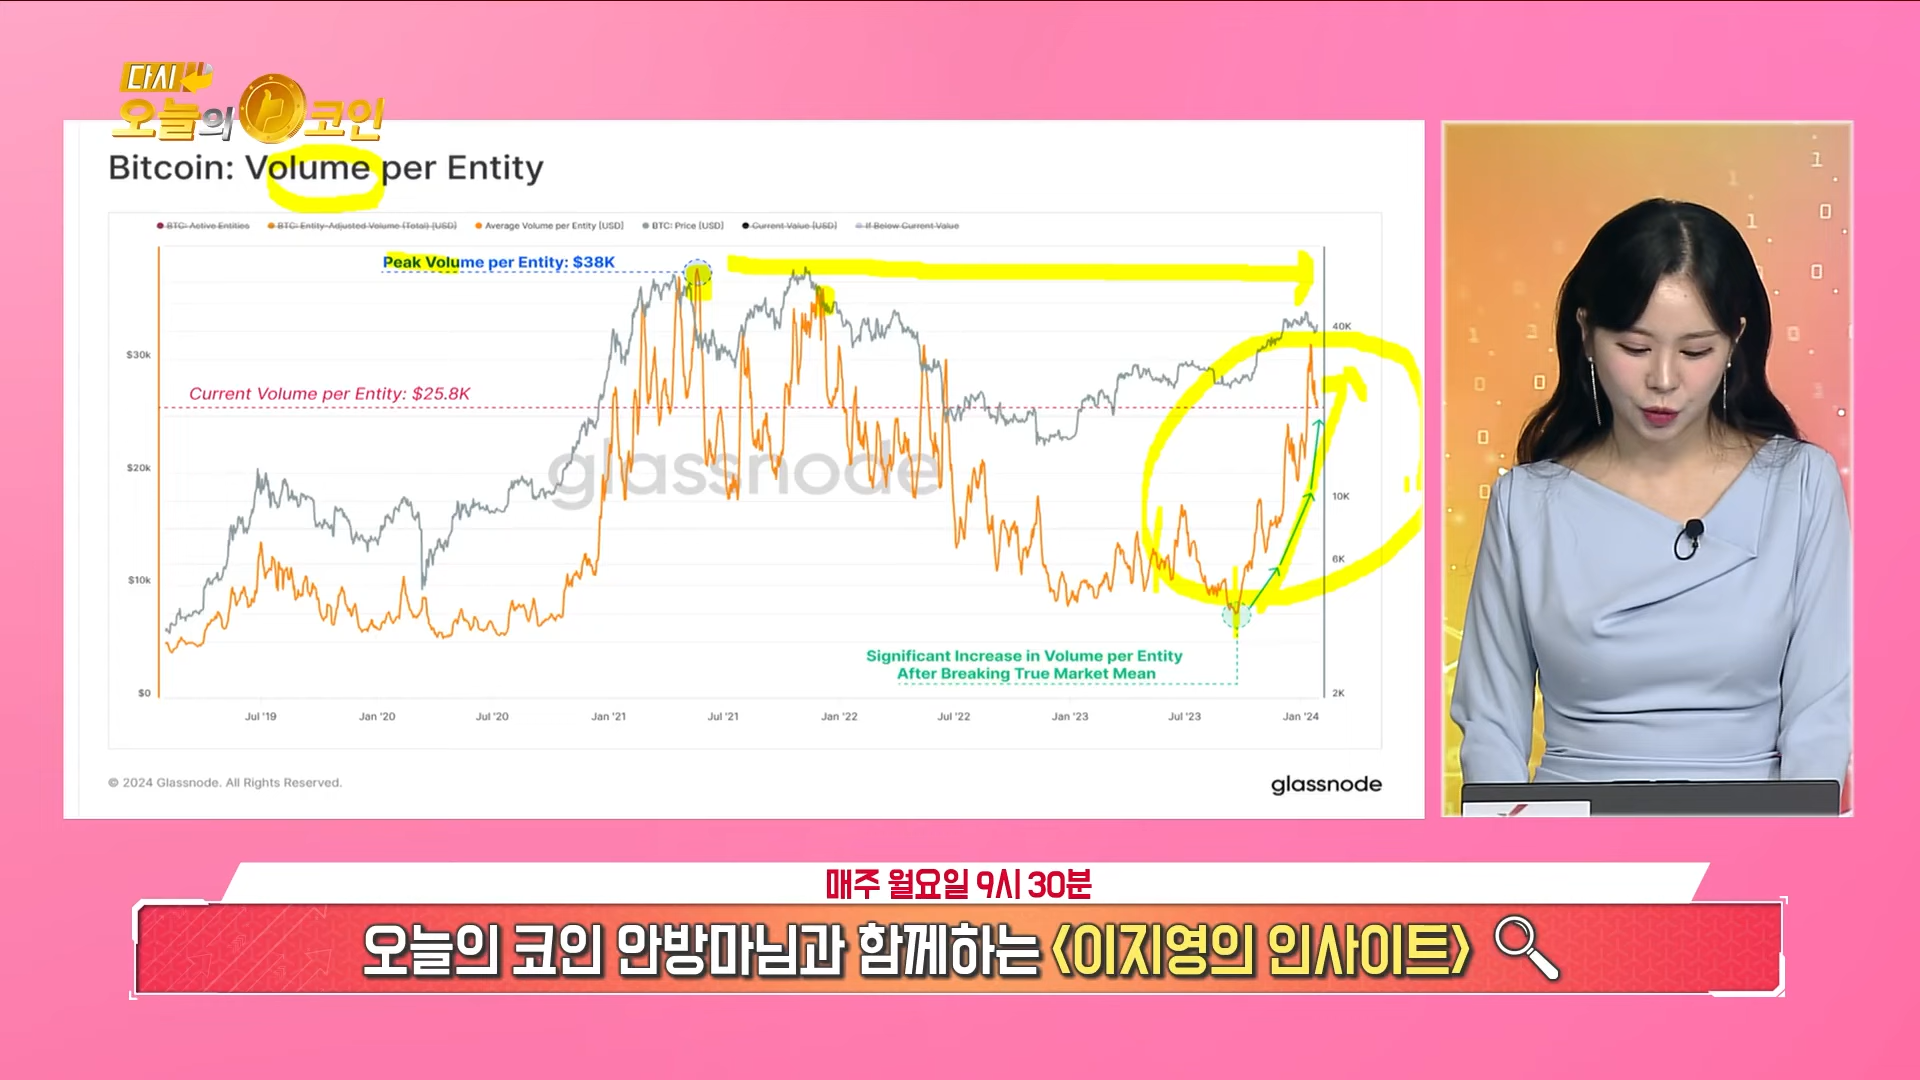 다시
오늘의 코인
Bitcoin: Volume per Entity
BTC: Active Entities
BTC: Entity-Adjusted Volume (Total) [USD]
Average Volume per Entity [USD]
BTC: Price [USD]
Current Value [USD]
If Below Current Value
Peak Volume per Entity: $38K
Current Volume per Entity: $25.8K
$30k
$20k
$10k
$0
40K
10K
6K
2K
glassnode
Significant Increase in Volume per Entity
After Breaking True Market Mean
Jul '19
Jan '20
Jul '20
Jan '21
Jul '21
Jan '22
Jul '22
Jan '23
Jul '23
Jan '24
© 2024 Glassnode. All Rights Reserved.
glassnode
매주 월요일 9시 30분
오늘의 코인 안방마님과 함께하는 <이지영의 인사이트>